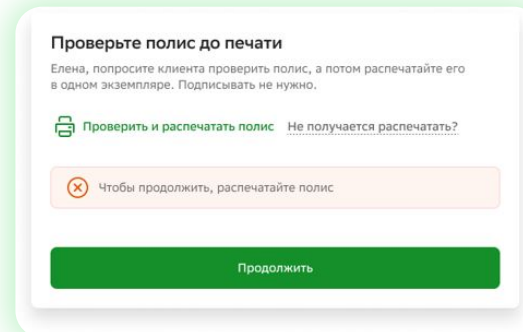 Проверьте полис до печати
Елена, попросите клиента проверить полис, а потом распечатайте его
в одном экземпляре. Подписывать не нужно.
Проверить и распечатать полис Не получается распечатать?
Чтобы продолжить, распечатайте полис
Продолжить